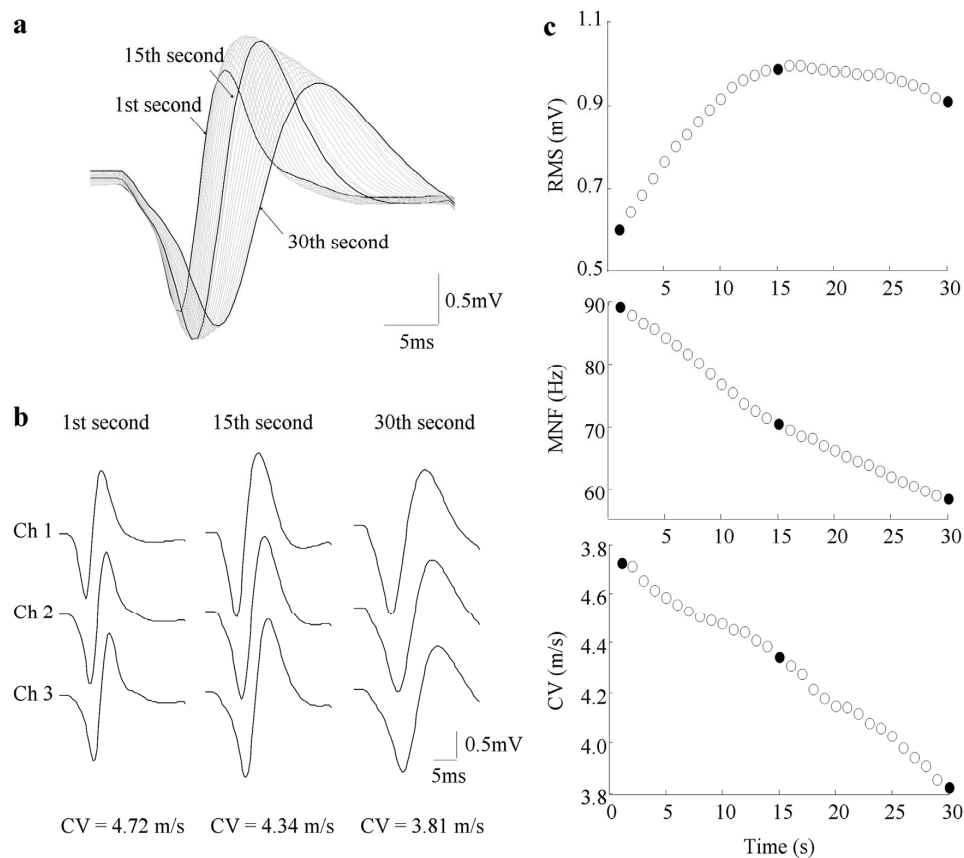 a
15th second
1st second
30th second
0.5mV
5ms
b
1st second
15th second
30th second
Ch 1
Ch 2
Ch 3
0.5mV
5ms
CV = 4.72 m/s
CV = 4.34 m/s
CV = 3.81 m/s
c
1.1
0.9
0.7
0.5
RMS (mV)
5
10
15
20
25
30
90
80
70
60
MNF (Hz)
0
5
10
15
20
25
30
3.8
4.6
4.4
4.2
4.0
3.8
CV (m/s)
0
5
10
15
20
25
30
Time (s)